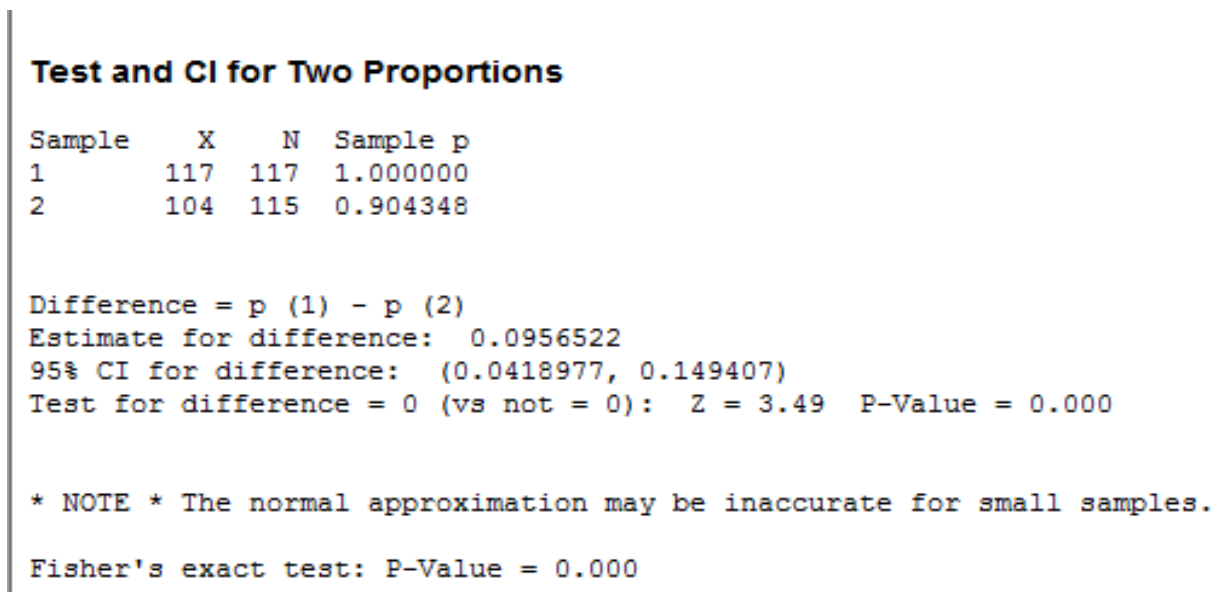 Test and CI for Two Proportions
Sample X N Sample p
1 117 117 1.000000
2 104 115 0.904348
Difference = p (1) - p (2)
Estimate for difference: 0.0956522
95% CI for difference: (0.0418977, 0.149407)
Test for difference = 0 (vs not = 0): Z = 3.49 P-Value = 0.000
* NOTE * The normal approximation may be inaccurate for small samples.
Fisher's exact test: P-Value = 0.000